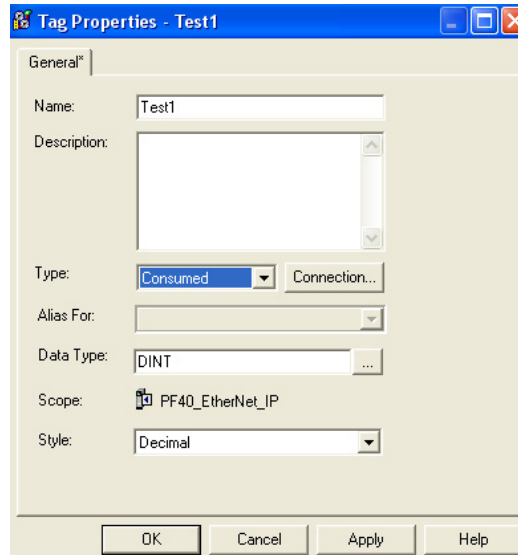 Tag Properties - Test1
General*
Name: Test1
Description:
Type: Consumed Connection...
Alias For:
Data Type: DINT ...
Scope: PF40_EtherNet_IP
Style: Decimal
OK Cancel Apply Help